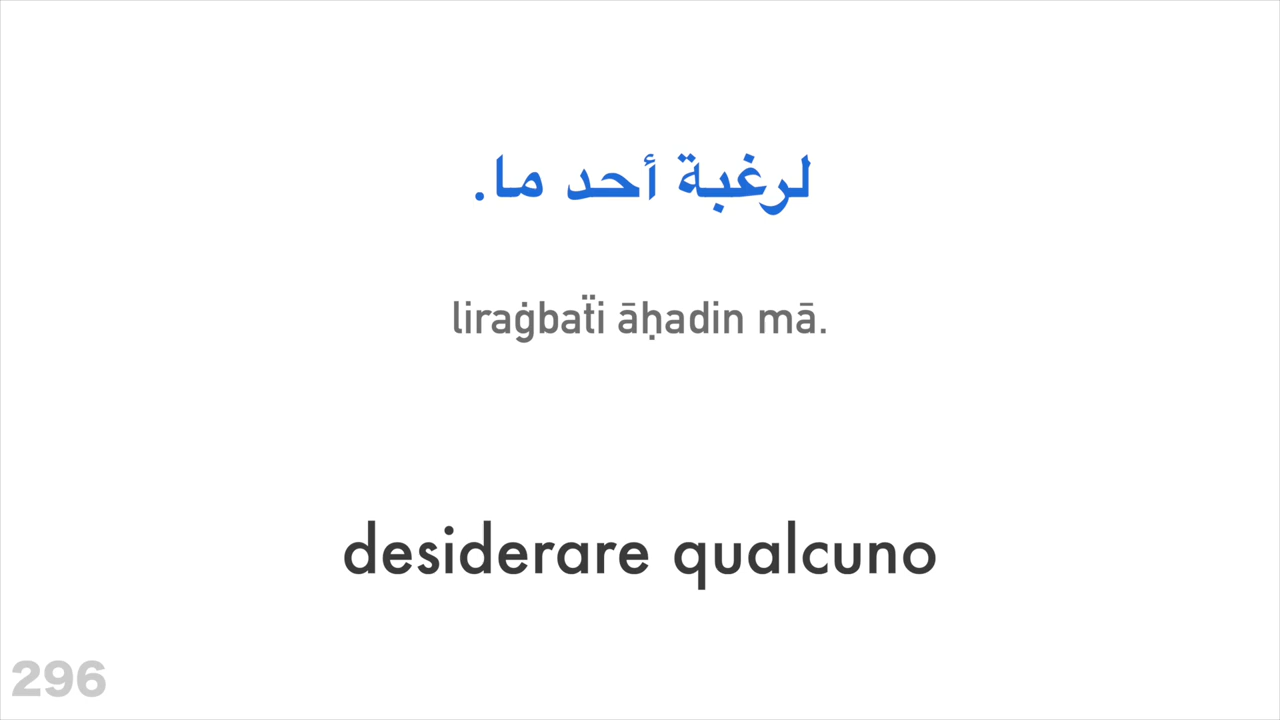 لرغبة أحد ما.
liraġbaẗi āḥadin mā.
desiderare qualcuno
296